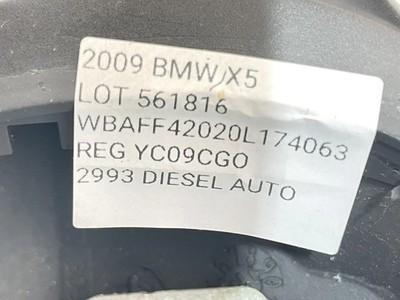 2009 BMW X5
LOT 561816
WBAFF42020L174063
REG YC09CGO
2993 DIESEL AUTO